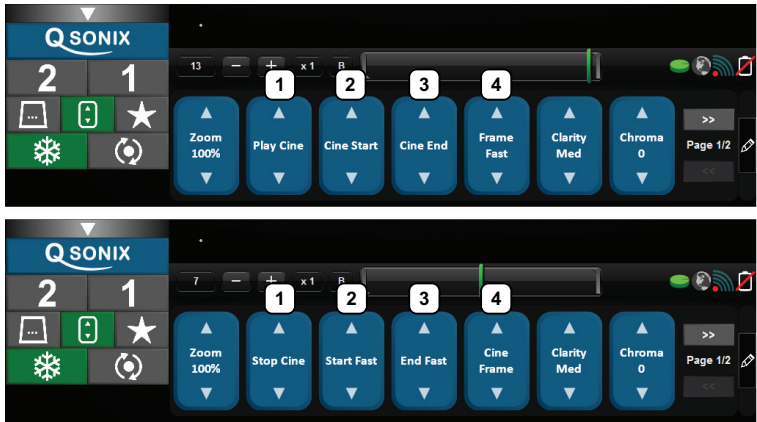 QSONIX
13 − + x 1 B
1 2 3 4
2 1
...
Zoom 100%
Play Cine
Cine Start
Cine End
Frame Fast
Clarity Med
Chroma 0
>>
Page 1/2
<<
QSONIX
7 − + x 1 B
1 2 3 4
2 1
...
Zoom 100%
Stop Cine
Start Fast
End Fast
Cine Frame
Clarity Med
Chroma 0
>>
Page 1/2
<<